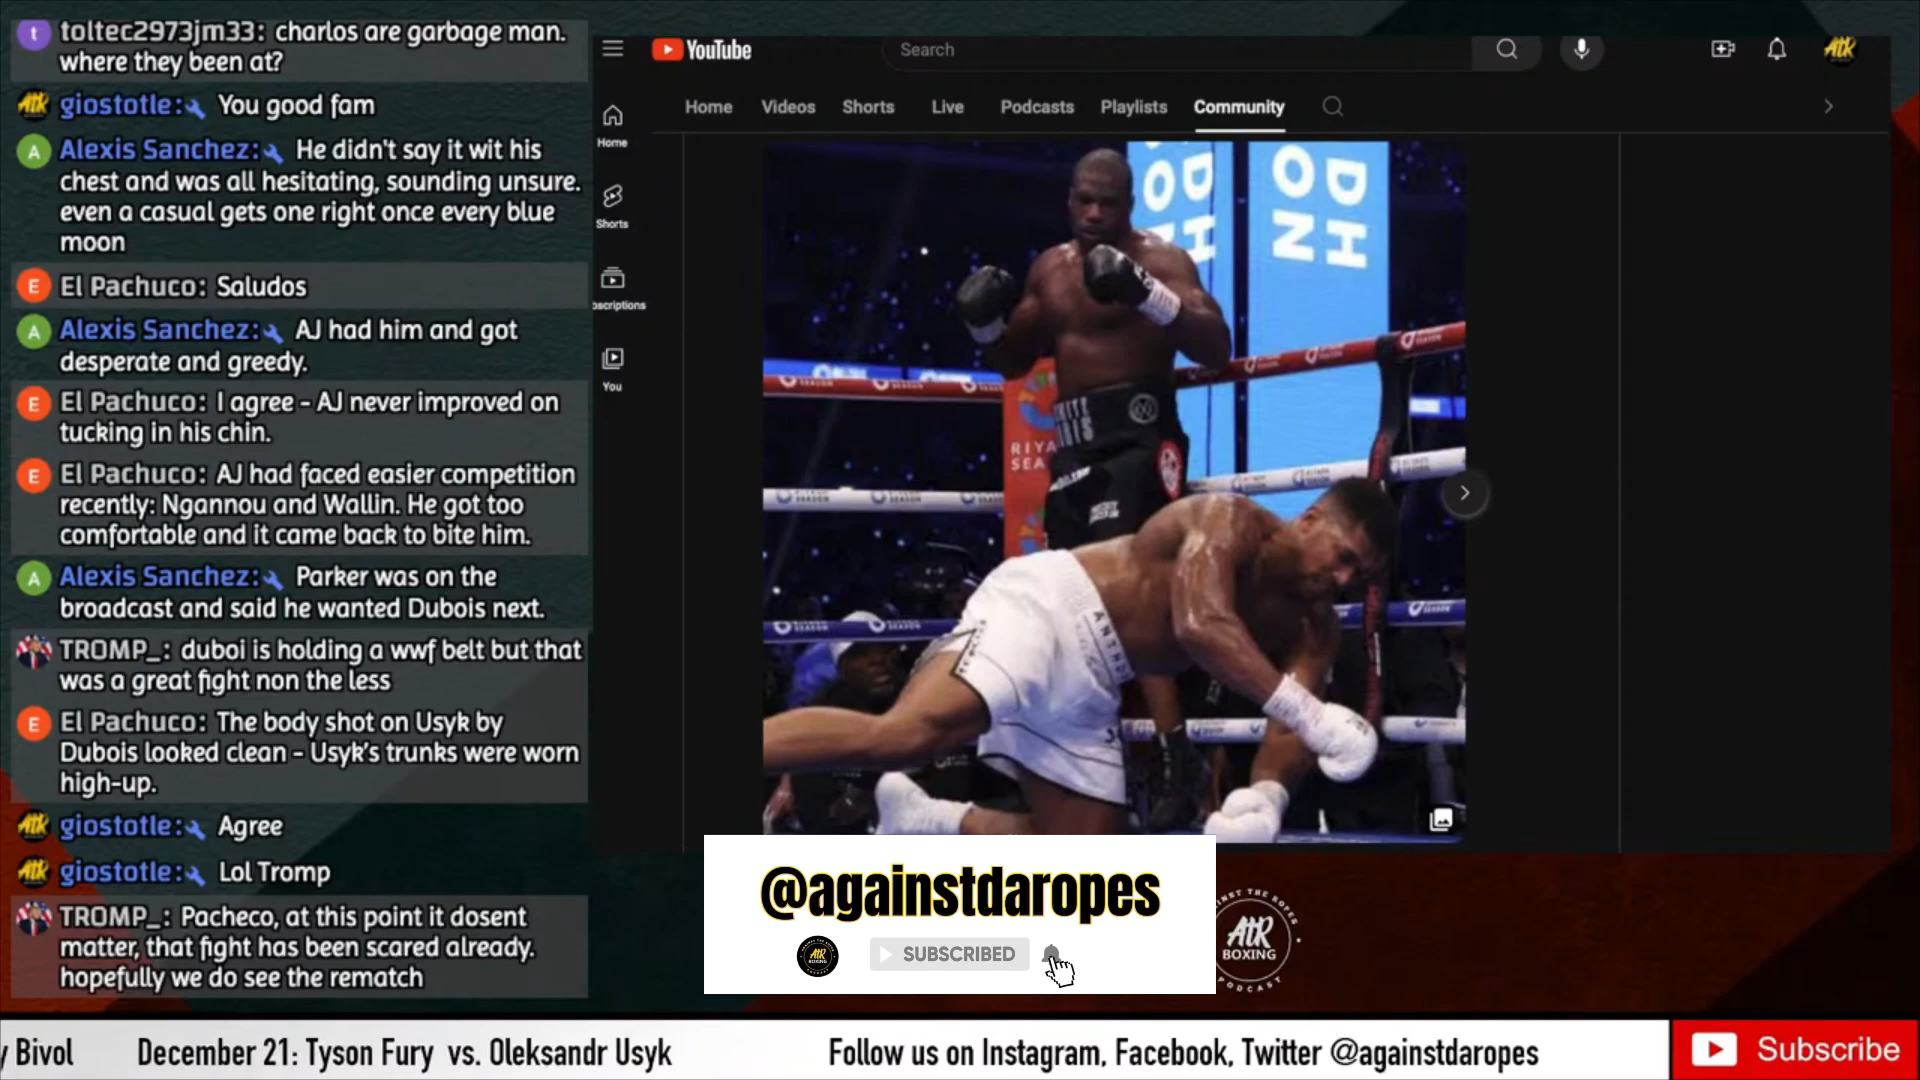 toltec2973jm33: charlos are garbage man.
where they been at?
giostotle: You good fam
Alexis Sanchez: He didn't say it wit his
chest and was all hesitating, sounding unsure.
even a casual gets one right once every blue
moon
El Pachuco: Saludos
Alexis Sanchez: AJ had him and got
desperate and greedy.
El Pachuco: I agree - AJ never improved on
tucking in his chin.
El Pachuco: AJ had faced easier competition
recently: Ngannou and Wallin. He got too
comfortable and it came back to bite him.
Alexis Sanchez: Parker was on the
broadcast and said he wanted Dubois next.
TROMP_: duboi is holding a wwf belt but that
was a great fight non the less
El Pachuco: The body shot on Usyk by
Dubois looked clean - Usyk's trunks were worn
high-up.
giostotle: Agree
giostotle: Lol Tromp
TROMP_: Pacheco, at this point it dosent
matter, that fight has been scared already.
hopefully we do see the rematch
YouTube
Search
Home Videos Shorts Live Podcasts Playlists Community
Home
Shorts
oscriptions
You
RIYA
SEA
@againstdaropes
SUBSCRIBED
AtR
BOXING
PODCAST
y Bivol December 21: Tyson Fury vs. Oleksandr Usyk Follow us on Instagram, Facebook, Twitter @againstdaropes
Subscribe